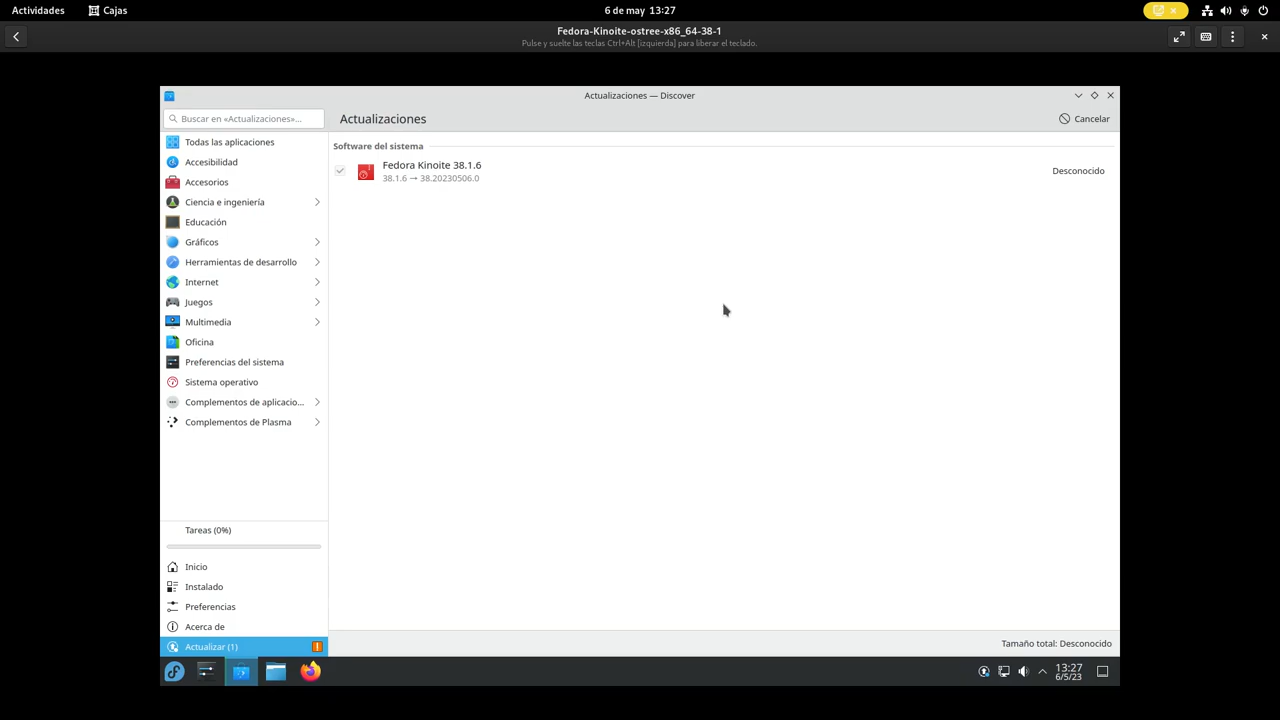 Actividades
Cajas
6 de may 13:27
Fedora-Kinoite-ostree-x86_64-38-1
Pulse y suelte las teclas Ctrl+Alt [izquierda] para liberar el teclado.
Actualizaciones — Discover
Buscar en «Actualizaciones»...
Actualizaciones
Cancelar
Todas las aplicaciones
Accesibilidad
Accesorios
Ciencia e ingeniería
Educación
Gráficos
Herramientas de desarrollo
Internet
Juegos
Multimedia
Oficina
Preferencias del sistema
Sistema operativo
Complementos de aplicacio...
Complementos de Plasma
Tareas (0%)
Inicio
Instalado
Preferencias
Acerca de
Actualizar (1)
Software del sistema
Fedora Kinoite 38.1.6
38.1.6 → 38.20230506.0
Desconocido
Tamaño total: Desconocido
13:27
6/5/23